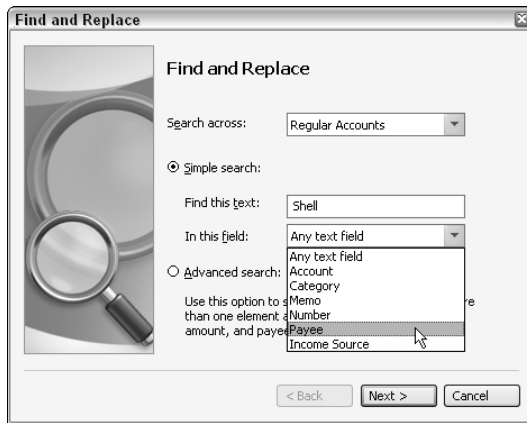 Find and Replace
Find and Replace
Search across: Regular Accounts
Simple search:
Find this text: Shell
In this field: Any text field
Any text field
Advanced search: Account
Category
Use this option to s Memo re
than one element a Number
amount, and payee Payee
Income Source
< Back Next > Cancel